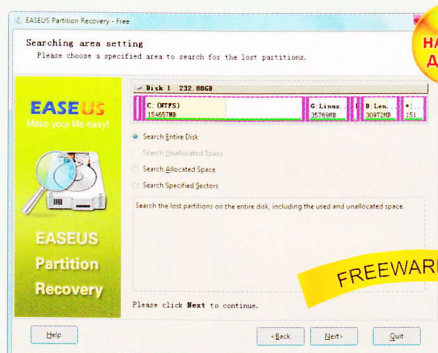 EASEUS Partition Recovery - Free
Searching area setting
Please choose a specified area to search for the lost partitions.
НА
Д
Disk 1 232.88GB
C: (NTFS)
154657MB
G:Linux..
35769MB
D:Len..
30972MB
*:
151
EASEUS
Make your life easy!
Search Entire Disk
Search Unallocated Space
Search Allocated Space
Search Specified Sectors
Search the lost partitions on the entire disk, including the used and unallocated space.
EASEUS
Partition
Recovery
FREEWAR
Please click Next to continue.
Help
<Back
Next>
Quit